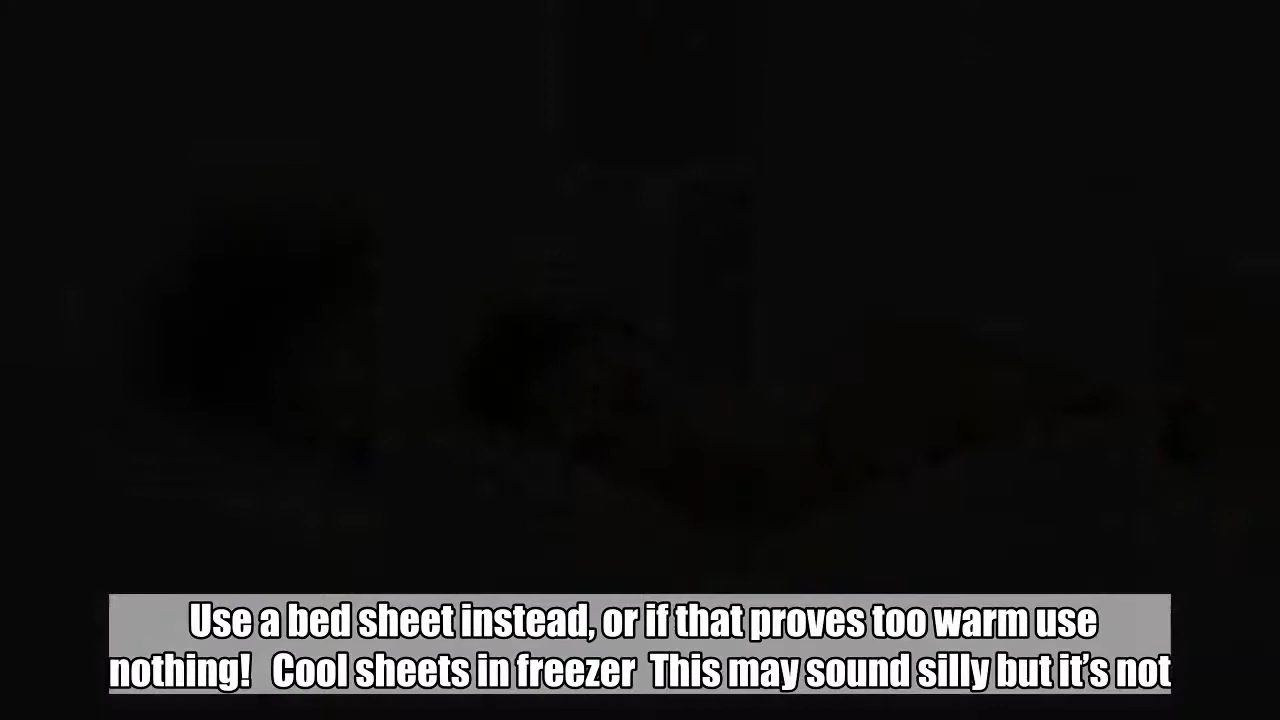 Use a bed sheet instead, or if that proves too warm use
nothing! Cool sheets in freezer This may sound silly but it’s not